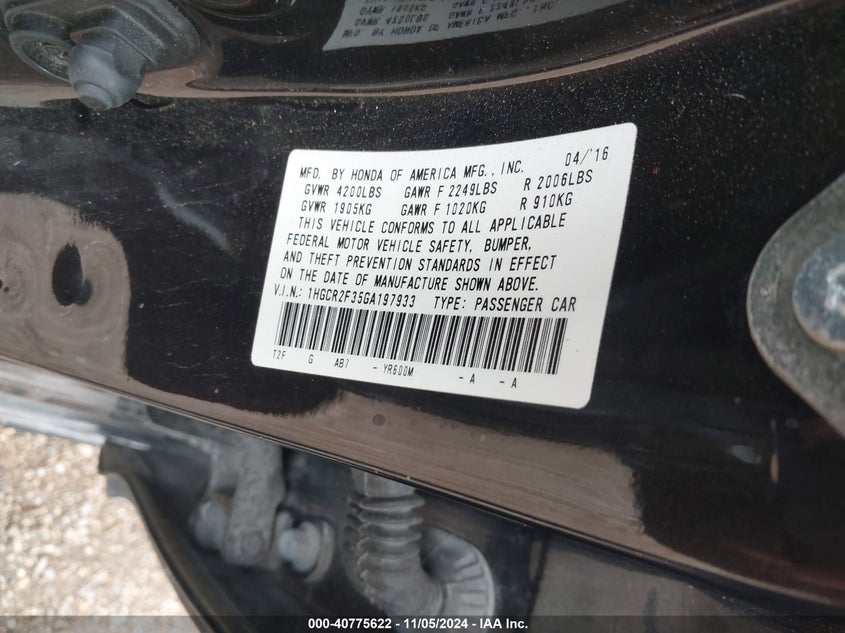 MFD. BY HONDA OF AMERICA MFG., INC. 04/'16
GVWR 4200LBS GAWR F 2249LBS R 2006LBS
GVWR 1905KG GAWR F 1020KG R 910KG
THIS VEHICLE CONFORMS TO ALL APPLICABLE
FEDERAL MOTOR VEHICLE SAFETY, BUMPER,
AND THEFT PREVENTION STANDARDS IN EFFECT
ON THE DATE OF MANUFACTURE SHOWN ABOVE.
V.I.N.: 1HGCR2F35GA197933 TYPE: PASSENGER CAR
T2F G AB7 - YR600M - A - A
000-40775622 - 11/05/2024 - IAS Inc.